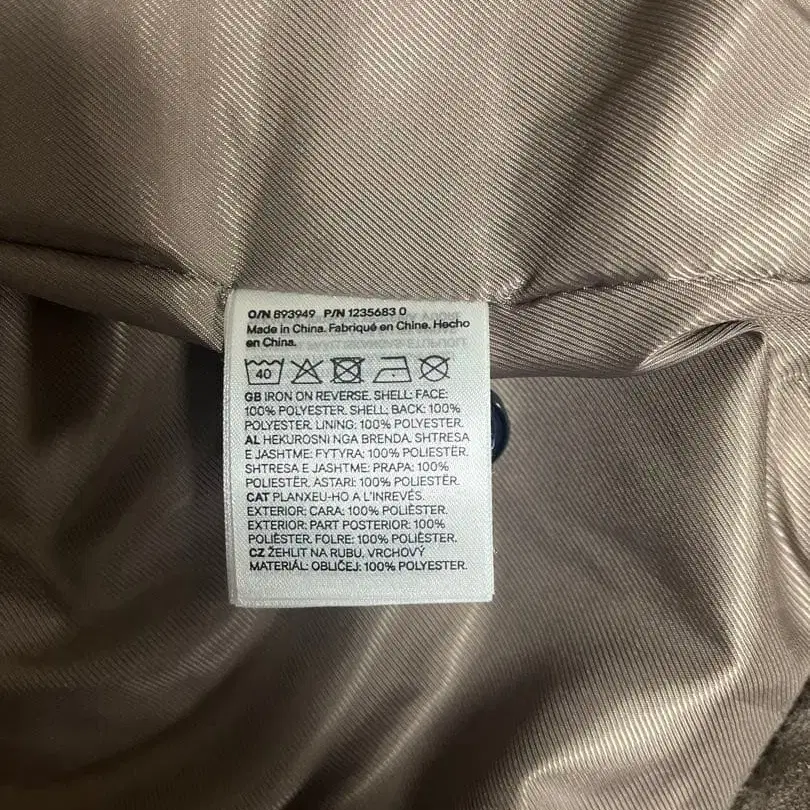 O/N 893949 P/N 1235683 0
Made in China. Fabriqué en Chine. Hecho
en China.
40
GB IRON ON REVERSE. SHELL: FACE:
100% POLYESTER. SHELL: BACK: 100%
POLYESTER. LINING: 100% POLYESTER.
AL HEKUROSNI NGA BRENDA. SHTRESA
E JASHTME: FYTYRA: 100% POLIESTËR.
SHTRESA E JASHTME: PRAPA: 100%
POLIESTËR. ASTARI: 100% POLIESTËR.
CAT PLANXEU-HO A L'INREVÉS.
EXTERIOR: CARA: 100% POLIÈSTER.
EXTERIOR: PART POSTERIOR: 100%
POLIÈSTER. FOLRE: 100% POLIÈSTER.
CZ ŽEHLIT NA RUBU. VRCHOVÝ
MATERIÁL: OBLIČEJ: 100% POLYESTER.